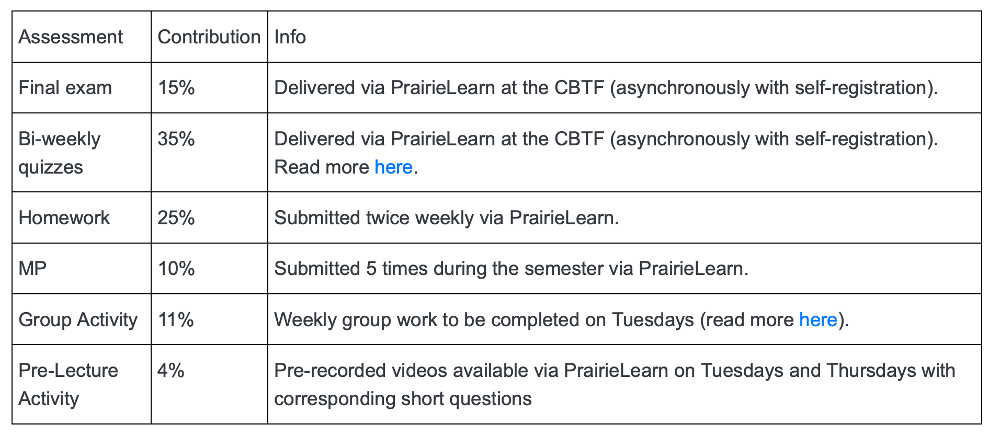 Assessment Contribution Info
Final exam 15% Delivered via PrairieLearn at the CBTF (asynchronously with self-registration).
Bi-weekly 35% Delivered via PrairieLearn at the CBTF (asynchronously with self-registration).
quizzes Read more here.
Homework 25% Submitted twice weekly via PrairieLearn.
MP 10% Submitted 5 times during the semester via PrairieLearn.
Group Activity 11% Weekly group work to be completed on Tuesdays (read more here).
Pre-Lecture 4% Pre-recorded videos available via PrairieLearn on Tuesdays and Thursdays with
Activity corresponding short questions